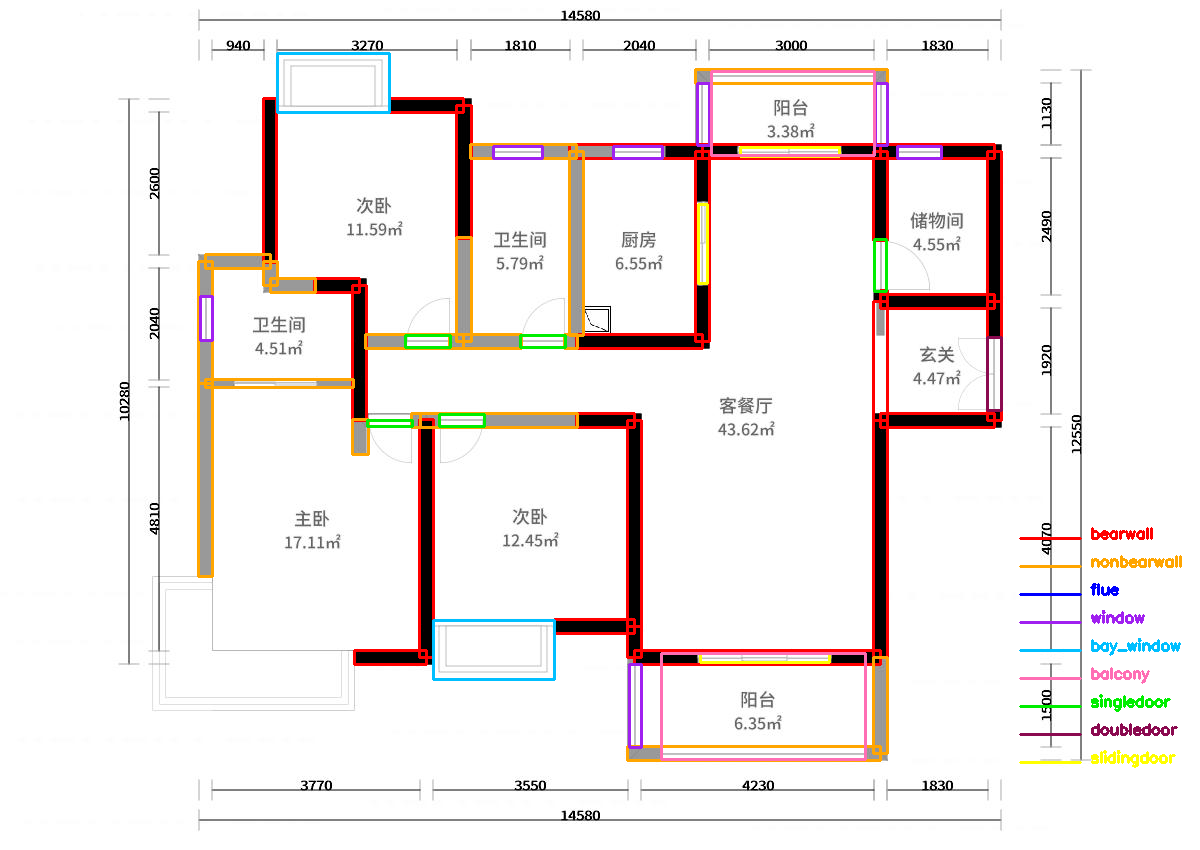 14580
940
3270
1810
2040
3000
1830
阳台
3.38㎡
1130
2600
次卧
11.59㎡
卫生间
5.79㎡
厨房
6.55㎡
储物间
4.55㎡
2490
2040
卫生间
4.51㎡
玄关
4.47㎡
1920
10280
客餐厅
43.62㎡
12550
4810
主卧
17.11㎡
次卧
12.45㎡
4070
bearwall
nonbearwall
flue
window
bay_window
balcony
singledoor
doubledoor
slidingdoor
阳台
6.35㎡
1500
3770
3550
4230
1830
14580